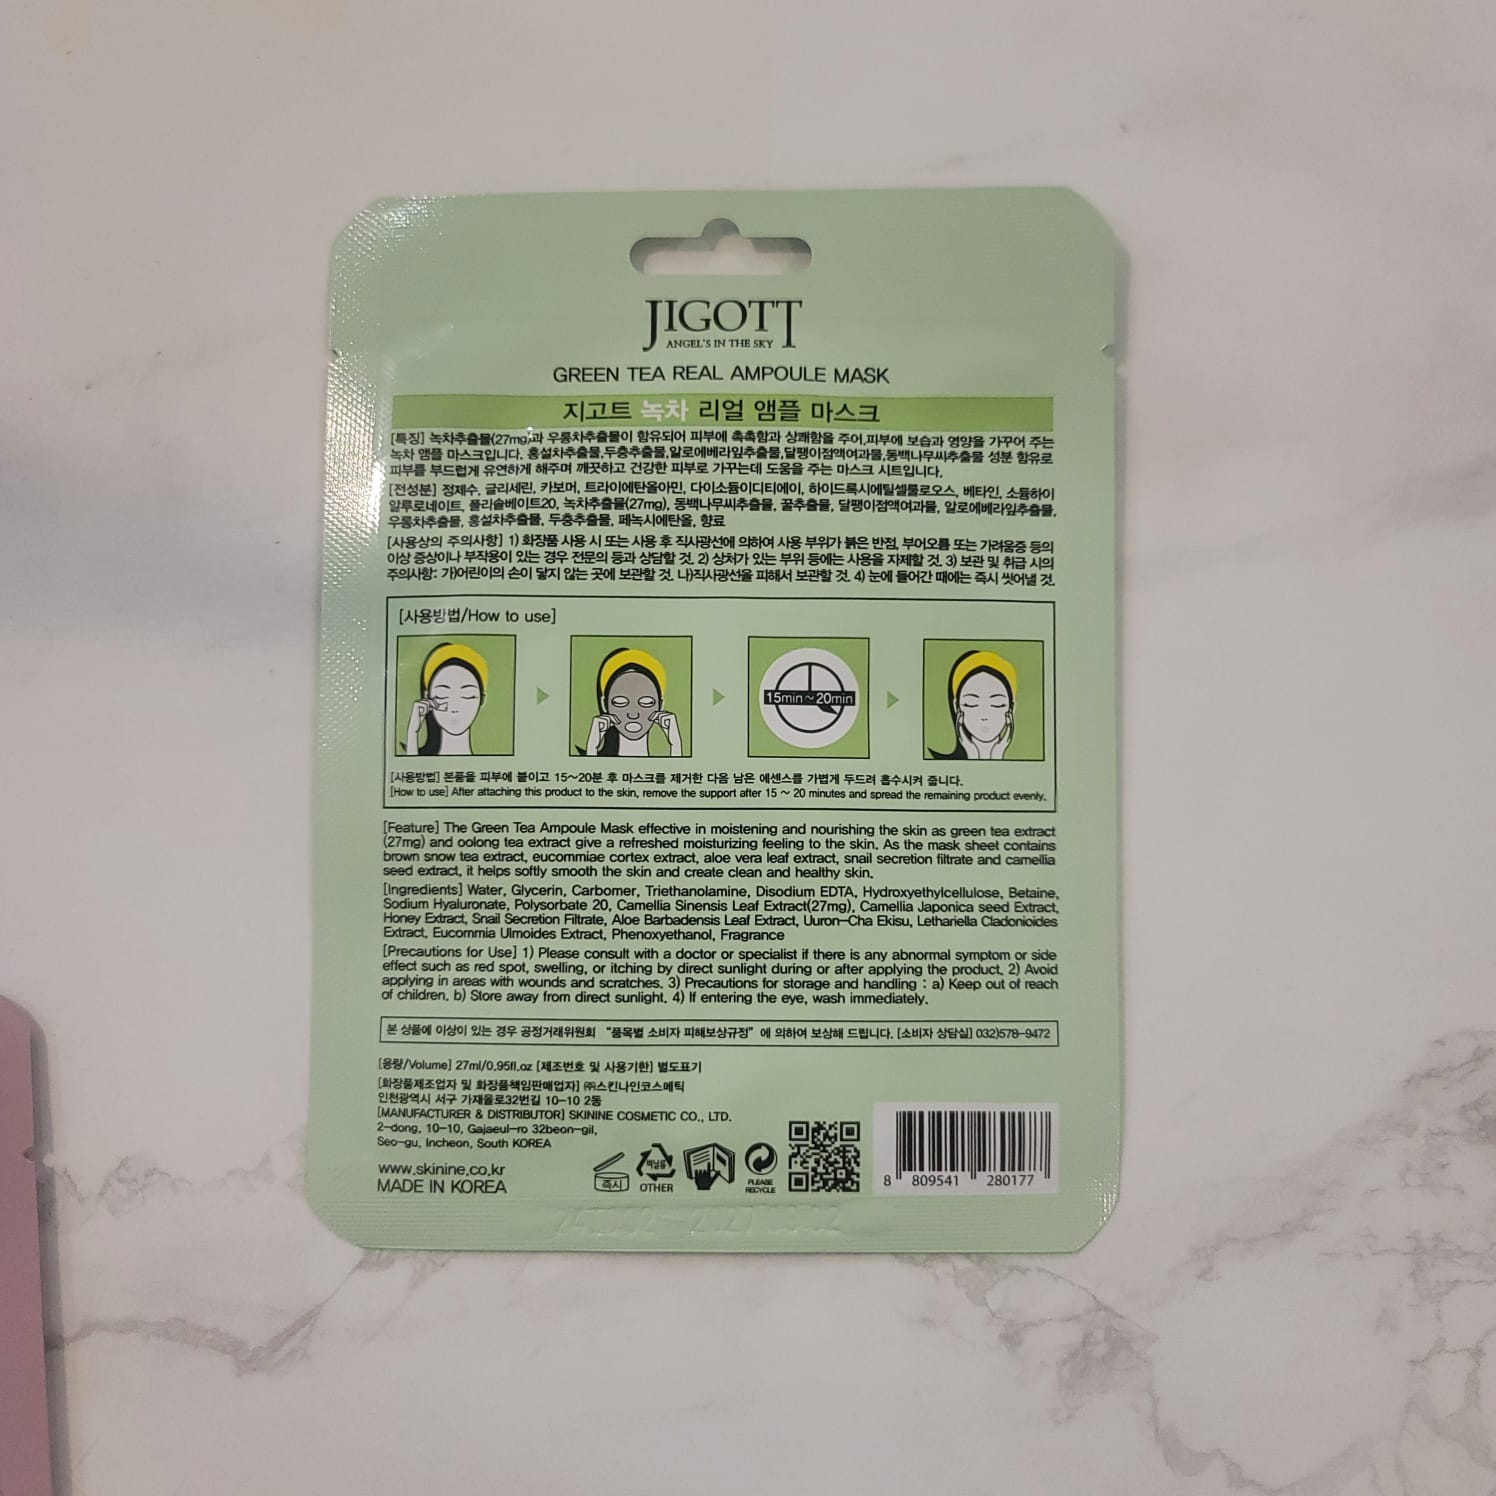 JIGOTT
ANGEL'S IN THE SKY
GREEN TEA REAL AMPOULE MASK
지고트 녹차 리얼 앰플 마스크
[특징] 녹차추출물(27mg)과 우롱차추출물이 함유되어 피부에 촉촉함과 상쾌함을 주어,피부에 보습과 영양을 가꾸어 주는
녹차 앰플 마스크입니다. 홍설차추출물,두충추출물,알로에베라잎추출물,달팽이점액여과물,동백나무씨추출물 성분 함유로
피부를 부드럽게 유연하게 해주며 깨끗하고 건강한 피부로 가꾸는데 도움을 주는 마스크 시트입니다.
[전성분] 정제수, 글리세린, 카보머, 트라이에탄올아민, 다이소듐이디티에이, 하이드록시에틸셀룰로오스, 베타인, 소듐하이
알루로네이트, 폴리솔베이트20, 녹차추출물(27mg), 동백나무씨추출물, 꿀추출물, 달팽이점액여과물, 알로에베라잎추출물,
우롱차추출물, 홍설차추출물, 두충추출물, 페녹시에탄올, 향료
[사용상의 주의사항] 1) 화장품 사용 시 또는 사용 후 직사광선에 의하여 사용 부위가 붉은 반점, 부어오름 또는 가려움증 등의
이상 증상이나 부작용이 있는 경우 전문의 등과 상담할 것. 2) 상처가 있는 부위 등에는 사용을 자제할 것. 3) 보관 및 취급 시의
주의사항: 가)어린이의 손이 닿지 않는 곳에 보관할 것. 나)직사광선을 피해서 보관할 것. 4) 눈에 들어간 때에는 즉시 씻어낼 것.
[사용방법/How to use]
15min ~ 20min
[사용방법] 본품을 피부에 붙이고 15~20분 후 마스크를 제거한 다음 남은 에센스를 가볍게 두드려 흡수시켜 줍니다.
[How to use] After attaching this product to the skin, remove the support after 15 ~ 20 minutes and spread the remaining product evenly.
[Feature] The Green Tea Ampoule Mask effective in moistening and nourishing the skin as green tea extract
(27mg) and oolong tea extract give a refreshed moisturizing feeling to the skin. As the mask sheet contains
brown snow tea extract, eucommiae cortex extract, aloe vera leaf extract, snail secretion filtrate and camellia
seed extract, it helps softly smooth the skin and create clean and healthy skin.
[Ingredients] Water, Glycerin, Carbomer, Triethanolamine, Disodium EDTA, Hydroxyethylcellulose, Betaine,
Sodium Hyaluronate, Polysorbate 20, Camellia Sinensis Leaf Extract(27mg), Camellia Japonica seed Extract,
Honey Extract, Snail Secretion Filtrate, Aloe Barbadensis Leaf Extract, Uuron-Cha Ekisu, Lethariella Cladonioides
Extract, Eucommia Ulmoides Extract, Phenoxyethanol, Fragrance
[Precautions for Use] 1) Please consult with a doctor or specialist if there is any abnormal symptom or side
effect such as red spot, swelling, or itching by direct sunlight during or after applying the product. 2) Avoid
applying in areas with wounds and scratches. 3) Precautions for storage and handling : a) Keep out of reach
of children. b) Store away from direct sunlight. 4) If entering the eye, wash immediately.
본 상품에 이상이 있는 경우 공정거래위원회 “품목별 소비자 피해보상규정”에 의하여 보상해 드립니다. [소비자 상담실] 032)578-9472
[용량/Volume] 27ml/0.95fl.oz [제조번호 및 사용기한] 별도표기
[화장품제조업자 및 화장품책임판매업자] ㈜스킨나인코스메틱
인천광역시 서구 가재울로32번길 10-10 2동
[MANUFACTURER & DISTRIBUTOR] SKININE COSMETIC CO., LTD.
2-dong, 10-10, Gajaeul-ro 32beon-gil,
Seo-gu, Incheon, South KOREA
www.skinine.co.kr
MADE IN KOREA
즉시
비닐류
OTHER
PLEASE
RECYCLE
8 809541 280177